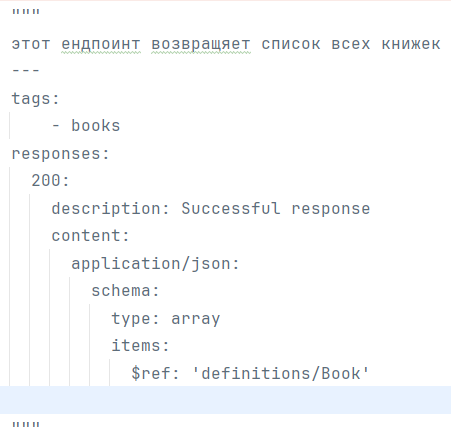 """
этот ендпоинт возвращяет список всех книжек
---
tags:
    - books
responses:
  200:
    description: Successful response
    content:
      application/json:
        schema:
          type: array
          items:
            $ref: 'definitions/Book'
"""